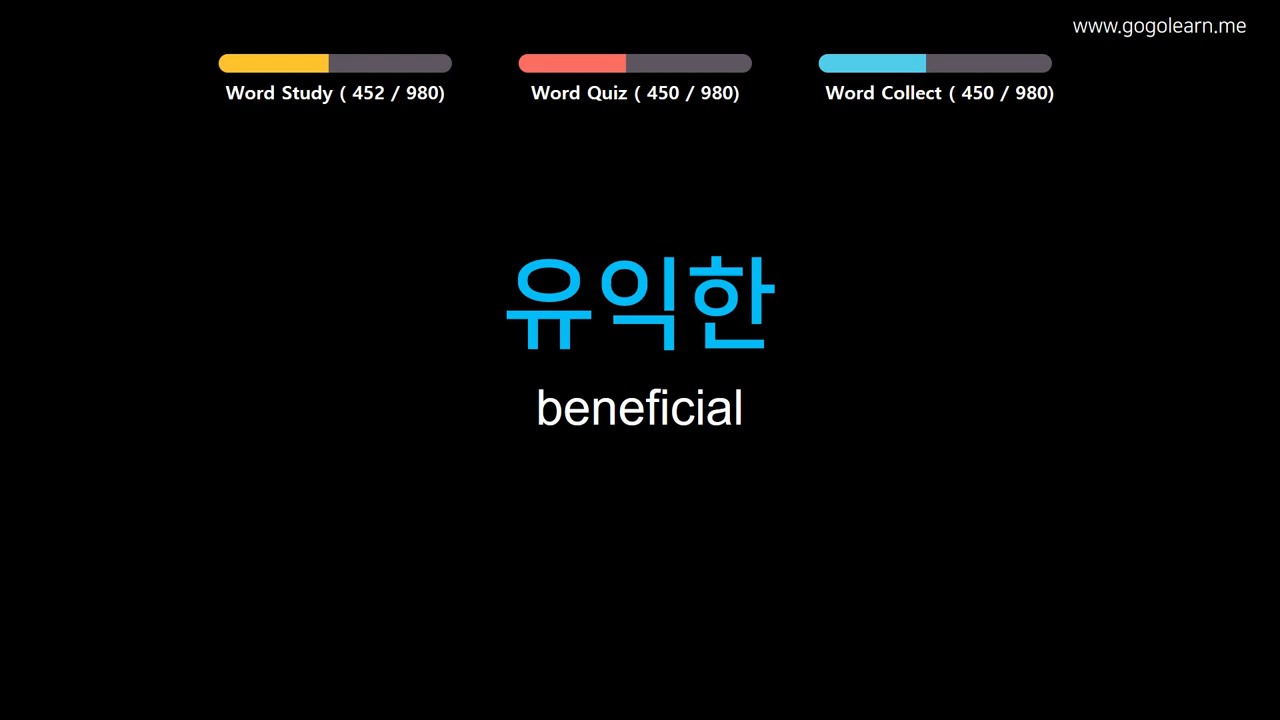 www.gogolearn.me
Word Study ( 452 / 980)
Word Quiz ( 450 / 980)
Word Collect ( 450 / 980)
유익한
beneficial